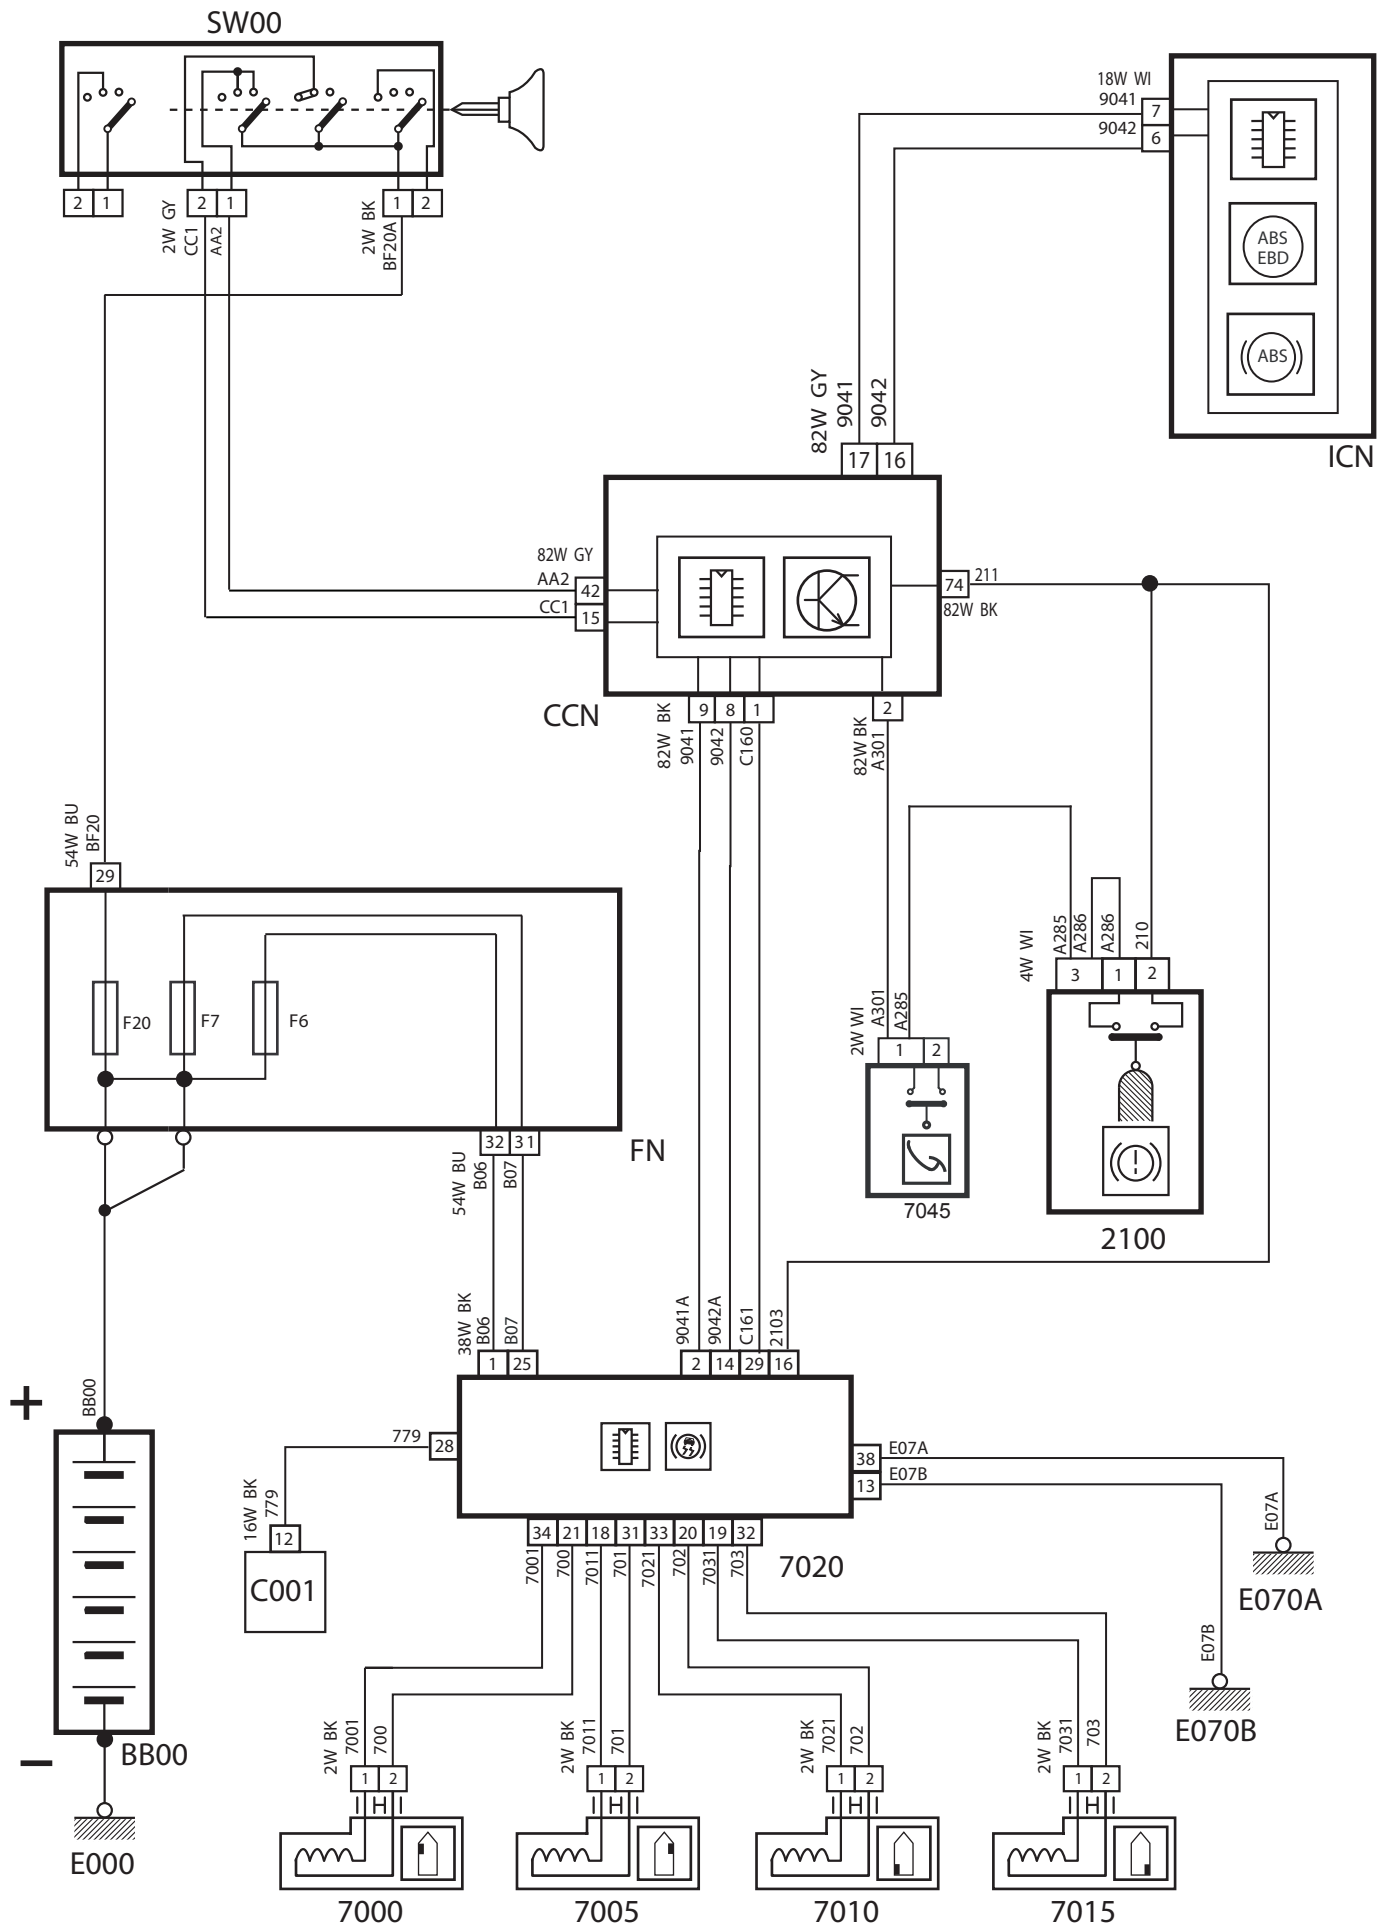 SW00
2 1
2 1
1 2
2W GY
CC1
AA2
2W BK
BF20A
18W WI
9041
7
9042
6
ABS
EBD
ABS
ICN
82W GY
9041
9042
17 16
82W GY
AA2
42
CC1
15
74
211
82W BK
CCN
9 8 1
2
82W BK
9041
9042
C160
82W BK
A301
54W BU
BF20
29
F20
F7
F6
FN
32 31
54W BU
B06
B07
4W WI
A285
A286
A286
210
3 1 2
2100
2W WI
A301
A285
1 2
7045
38W BK
B06
B07
1 25
9041A
9042A
C161
2103
2 14 29 16
+
BB00
779
28
38
E07A
13
E07B
16W BK
779
12
C001
34 21 18 31 33 20 19 32
7001
700
7011
701
7021
702
7031
703
7020
E07A
E070A
E07B
E070B
–
BB00
E000
2W BK
7001
700
1 2
7000
2W BK
7011
701
1 2
7005
2W BK
7021
702
1 2
7010
2W BK
7031
703
1 2
7015